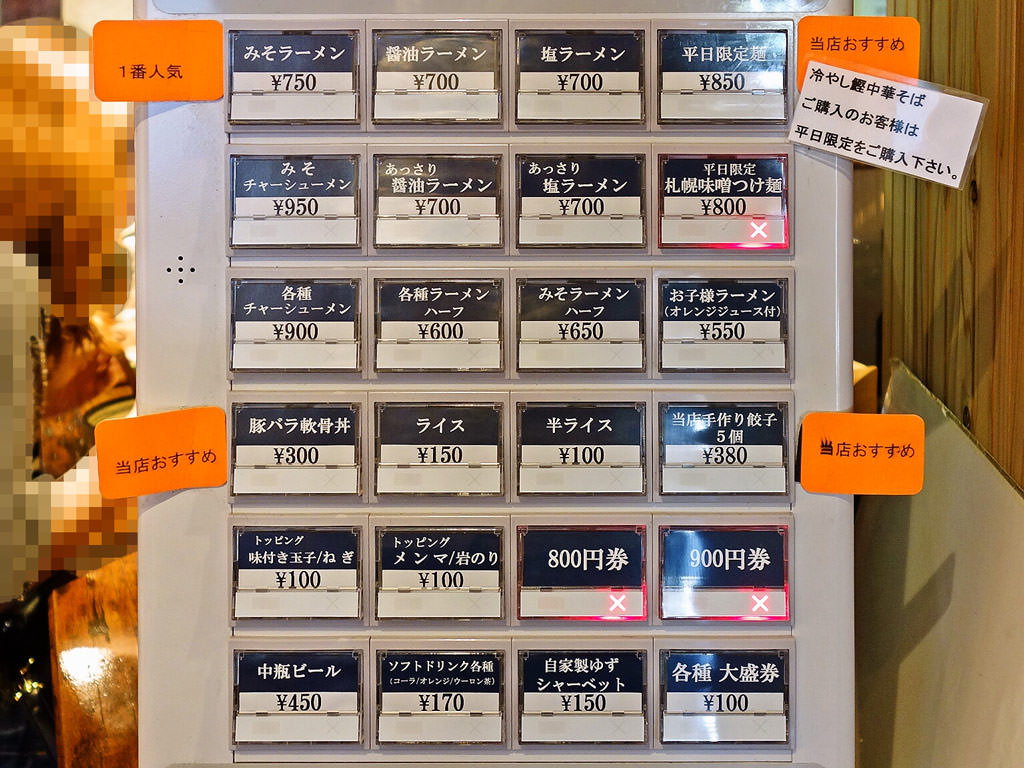 1番人気
みそラーメン
¥750
醤油ラーメン
¥700
塩ラーメン
¥700
平日限定麺
¥850
当店おすすめ
冷やし鰹中華そば
ご購入のお客様は
平日限定をご購入下さい。
みそ
チャーシューメン
¥950
あっさり
醤油ラーメン
¥700
あっさり
塩ラーメン
¥700
平日限定
札幌味噌つけ麺
¥800
×
各種
チャーシューメン
¥900
各種ラーメン
ハーフ
¥600
みそラーメン
ハーフ
¥650
お子様ラーメン
(オレンジジュース付)
¥550
当店おすすめ
豚バラ軟骨丼
¥300
ライス
¥150
半ライス
¥100
当店手作り餃子
5個
¥380
当店おすすめ
トッピング
味付き玉子/ねぎ
¥100
トッピング
メンマ/岩のり
¥100
800円券
×
900円券
×
中瓶ビール
¥450
ソフトドリンク各種
(コーラ/オレンジ/ウーロン茶)
¥170
自家製ゆず
シャーベット
¥150
各種 大盛券
¥100